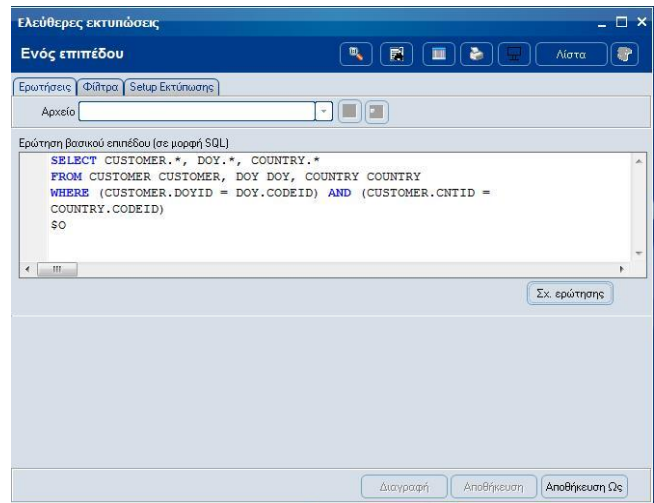 Ελεύθερες εκτυπώσεις
Ενός επιπέδου
Λίστα
Ερωτήσεις Φίλτρα Setup Εκτύπωσης
Αρχείο
Ερώτηση βασικού επιπέδου (σε μορφή SQL)
SELECT CUSTOMER.*, DOY.*, COUNTRY.*
FROM CUSTOMER CUSTOMER, DOY DOY, COUNTRY COUNTRY
WHERE (CUSTOMER.DOYID = DOY.CODEID) AND (CUSTOMER.CNTID =
COUNTRY.CODEID)
$O
Σχ. ερώτησης
Διαγραφή Αποθήκευση Αποθήκευση Ως